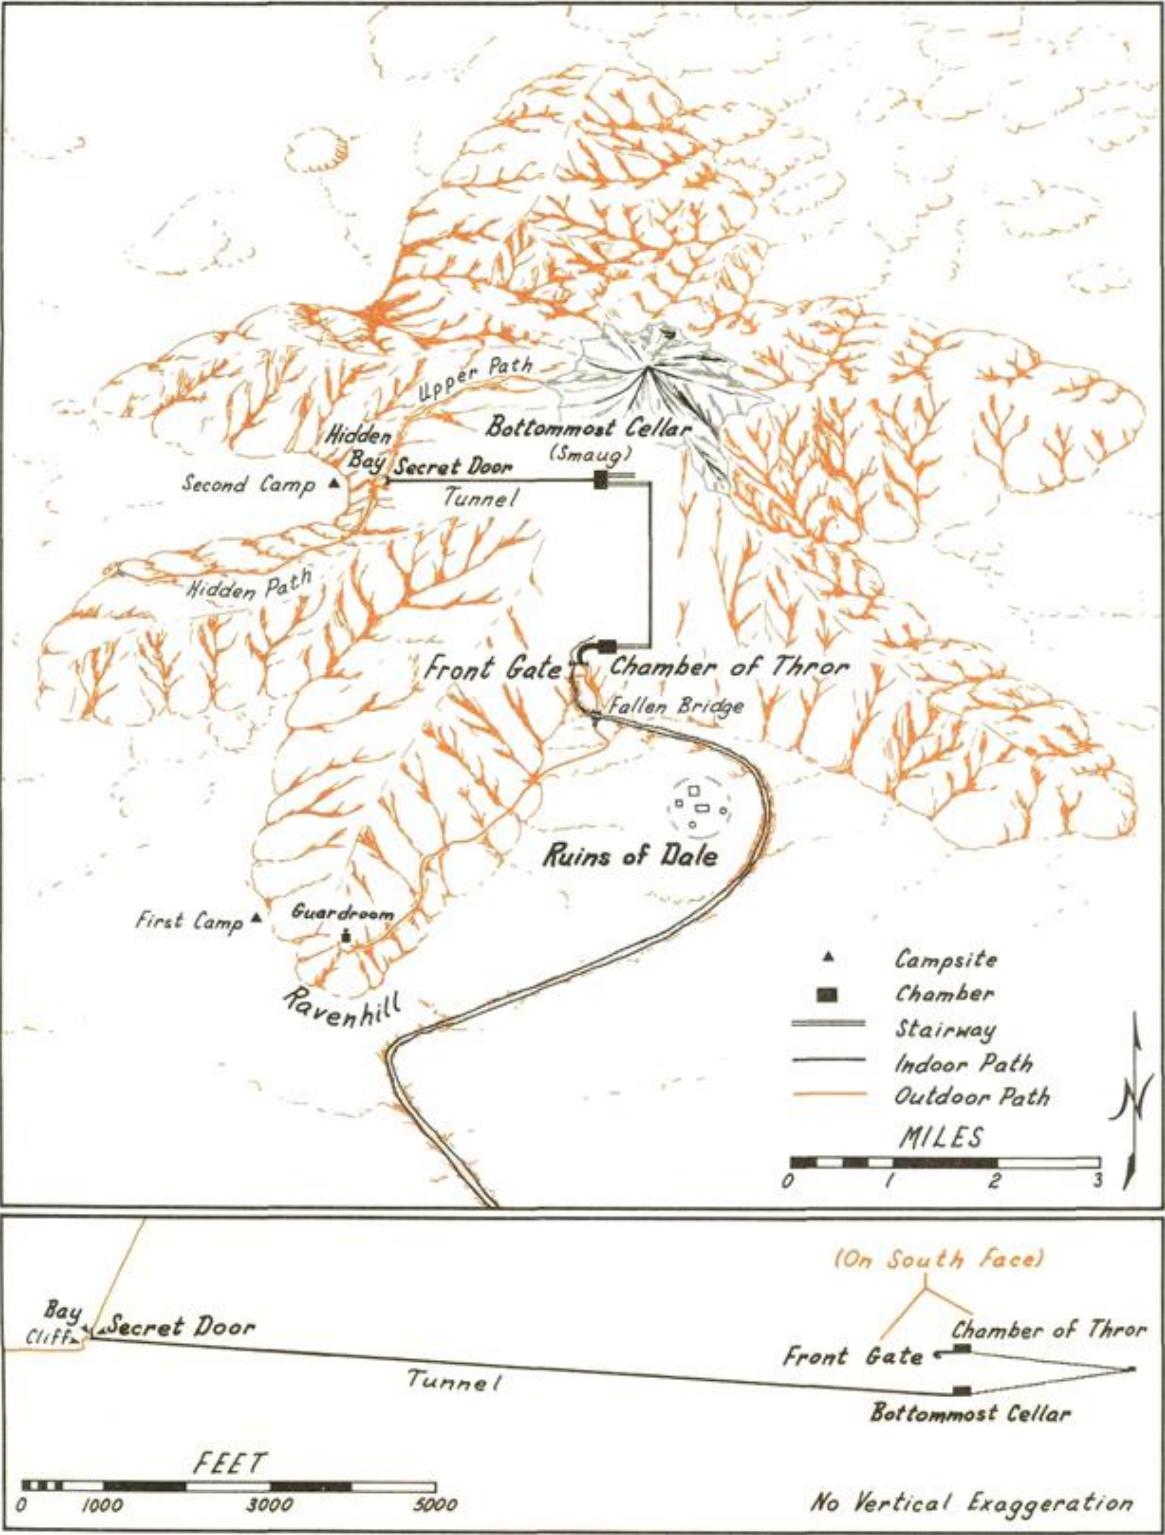 Upper Path
Hidden
Bay
Bottommost Cellar
(Smaug)
Secret Door
Second Camp
Tunnel
Hidden Path
Front Gate
Chamber of Thror
Fallen Bridge
Ruins of Dale
First Camp
Guardroom
Ravenhill
Campsite
Chamber
Stairway
Indoor Path
Outdoor Path
N
MILES
0 1 2 3
(On South Face)
Bay
Cliff
Secret Door
Chamber of Thror
Front Gate
Tunnel
Bottommost Cellar
FEET
0 1000 3000 5000
No Vertical Exaggeration